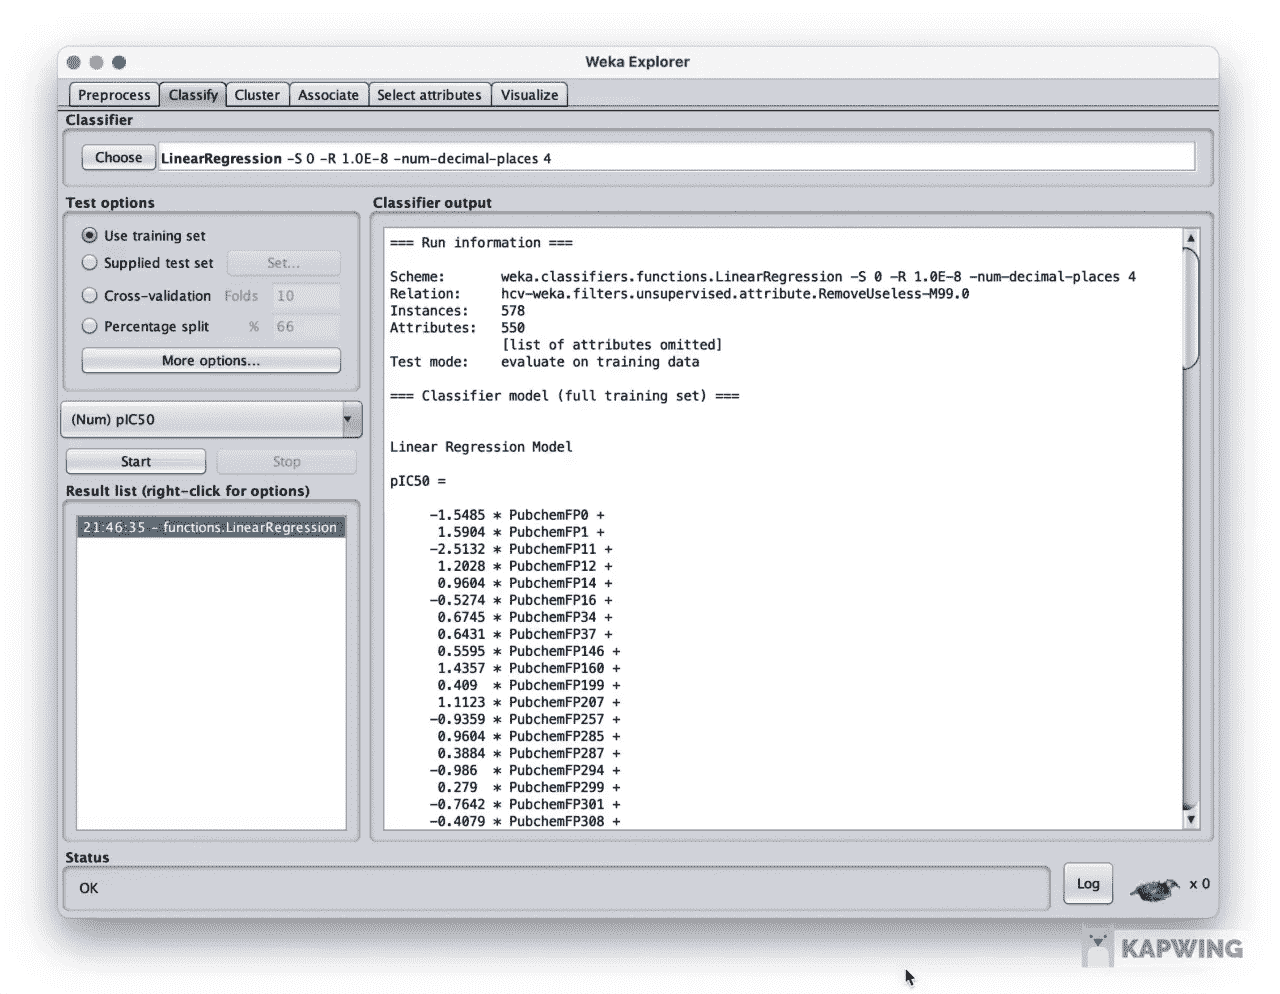 Weka Explorer
Preprocess Classify Cluster Associate Select attributes Visualize
Classifier
Choose LinearRegression -S 0 -R 1.0E-8 -num-decimal-places 4
Test options
Use training set
Supplied test set Set...
Cross-validation Folds 10
Percentage split % 66
More options...
(Num) pIC50
Start Stop
Result list (right-click for options)
21:46:35 - functions.LinearRegression
Classifier output
=== Run information ===
Scheme: weka.classifiers.functions.LinearRegression -S 0 -R 1.0E-8 -num-decimal-places 4
Relation: hcv-weka.filters.unsupervised.attribute.RemoveUseless-M99.0
Instances: 578
Attributes: 550
[list of attributes omitted]
Test mode: evaluate on training data
=== Classifier model (full training set) ===
Linear Regression Model
pIC50 =
-1.5485 * PubchemFP0 +
1.5904 * PubchemFP1 +
-2.5132 * PubchemFP11 +
1.2028 * PubchemFP12 +
0.9604 * PubchemFP14 +
-0.5274 * PubchemFP16 +
0.6745 * PubchemFP34 +
0.6431 * PubchemFP37 +
0.5595 * PubchemFP146 +
1.4357 * PubchemFP160 +
0.409 * PubchemFP199 +
1.1123 * PubchemFP207 +
-0.9359 * PubchemFP257 +
0.9604 * PubchemFP285 +
0.3884 * PubchemFP287 +
-0.986 * PubchemFP294 +
0.279 * PubchemFP299 +
-0.7642 * PubchemFP301 +
-0.4079 * PubchemFP308 +
Status
OK
Log
x 0
KAPWING